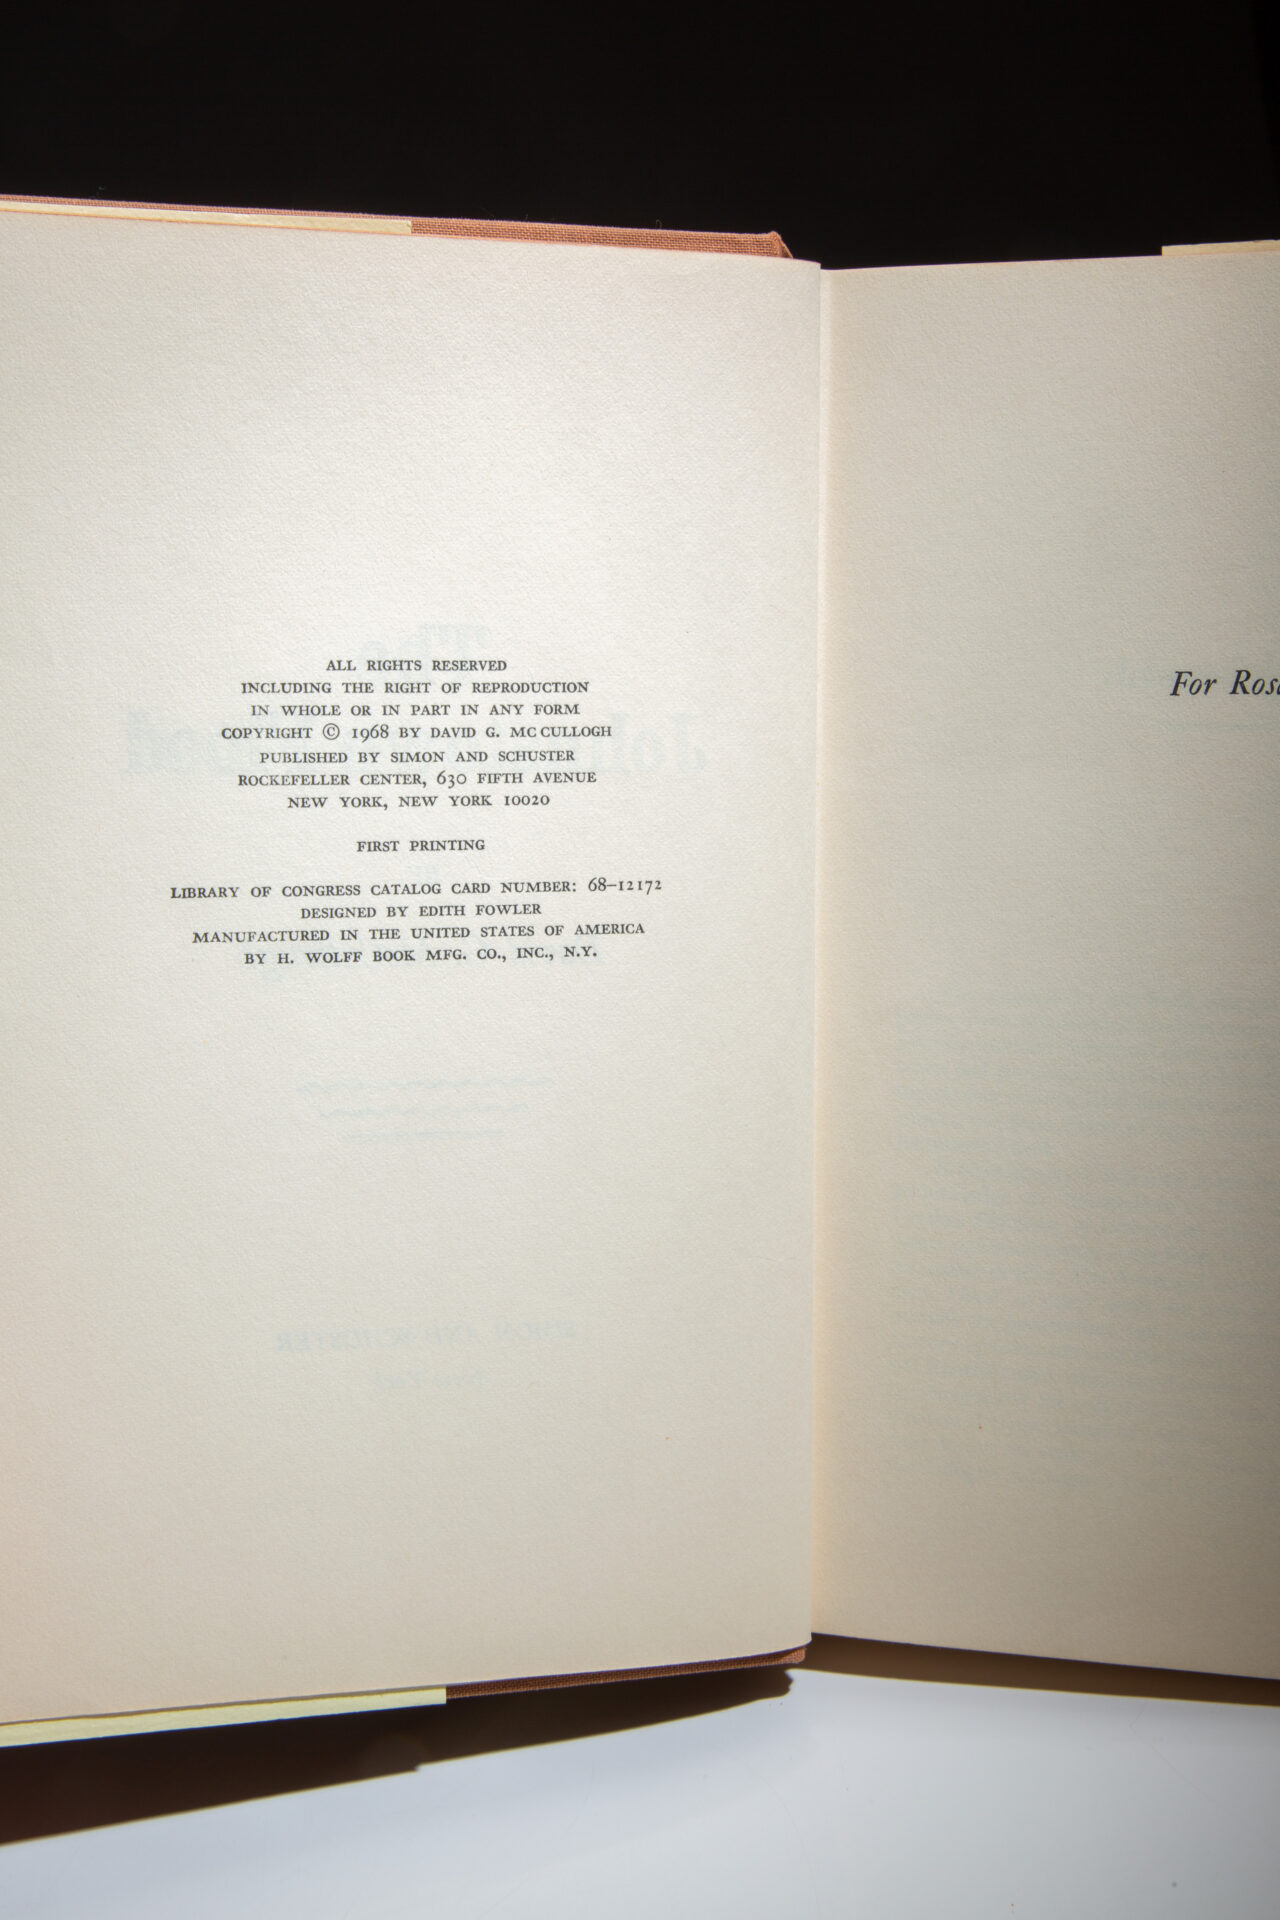 ALL RIGHTS RESERVED
INCLUDING THE RIGHT OF REPRODUCTION
IN WHOLE OR IN PART IN ANY FORM
COPYRIGHT © 1968 BY DAVID G. MC CULLOGH
PUBLISHED BY SIMON AND SCHUSTER
ROCKEFELLER CENTER, 630 FIFTH AVENUE
NEW YORK, NEW YORK 10020
FIRST PRINTING
LIBRARY OF CONGRESS CATALOG CARD NUMBER: 68–12172
DESIGNED BY EDITH FOWLER
MANUFACTURED IN THE UNITED STATES OF AMERICA
BY H. WOLFF BOOK MFG. CO., INC., N.Y.
For